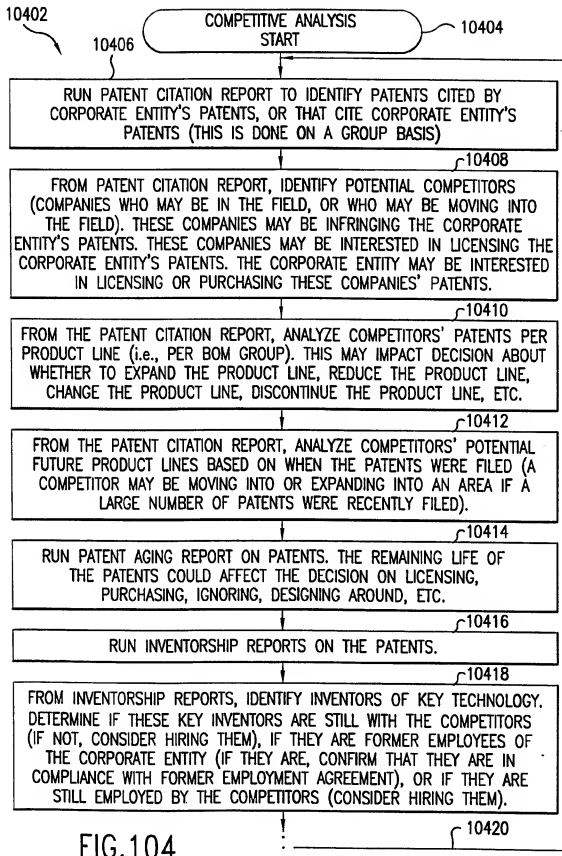 10402
COMPETITIVE ANALYSIS
START
10404
10406
RUN PATENT CITATION REPORT TO IDENTIFY PATENTS CITED BY
CORPORATE ENTITY'S PATENTS, OR THAT CITE CORPORATE ENTITY'S
PATENTS (THIS IS DONE ON A GROUP BASIS)
10408
FROM PATENT CITATION REPORT, IDENTIFY POTENTIAL COMPETITORS
(COMPANIES WHO MAY BE IN THE FIELD, OR WHO MAY BE MOVING INTO
THE FIELD). THESE COMPANIES MAY BE INFRINGING THE CORPORATE
ENTITY'S PATENTS. THESE COMPANIES MAY BE INTERESTED IN LICENSING THE
CORPORATE ENTITY'S PATENTS. THE CORPORATE ENTITY MAY BE INTERESTED
IN LICENSING OR PURCHASING THESE COMPANIES' PATENTS.
10410
FROM THE PATENT CITATION REPORT, ANALYZE COMPETITORS' PATENTS PER
PRODUCT LINE (i.e., PER BOM GROUP). THIS MAY IMPACT DECISION ABOUT
WHETHER TO EXPAND THE PRODUCT LINE, REDUCE THE PRODUCT LINE,
CHANGE THE PRODUCT LINE, DISCONTINUE THE PRODUCT LINE, ETC.
10412
FROM THE PATENT CITATION REPORT, ANALYZE COMPETITORS' POTENTIAL
FUTURE PRODUCT LINES BASED ON WHEN THE PATENTS WERE FILED (A
COMPETITOR MAY BE MOVING INTO OR EXPANDING INTO AN AREA IF A
LARGE NUMBER OF PATENTS WERE RECENTLY FILED).
10414
RUN PATENT AGING REPORT ON PATENTS. THE REMAINING LIFE OF
THE PATENTS COULD AFFECT THE DECISION ON LICENSING,
PURCHASING, IGNORING, DESIGNING AROUND, ETC.
10416
RUN INVENTORSHIP REPORTS ON THE PATENTS.
10418
FROM INVENTORSHIP REPORTS, IDENTIFY INVENTORS OF KEY TECHNOLOGY.
DETERMINE IF THESE KEY INVENTORS ARE STILL WITH THE COMPETITORS
(IF NOT, CONSIDER HIRING THEM), IF THEY ARE FORMER EMPLOYEES OF
THE CORPORATE ENTITY (IF THEY ARE, CONFIRM THAT THEY ARE IN
COMPLIANCE WITH FORMER EMPLOYMENT AGREEMENT), OR IF THEY ARE
STILL EMPLOYED BY THE COMPETITORS (CONSIDER HIRING THEM).
10420
FIG.104